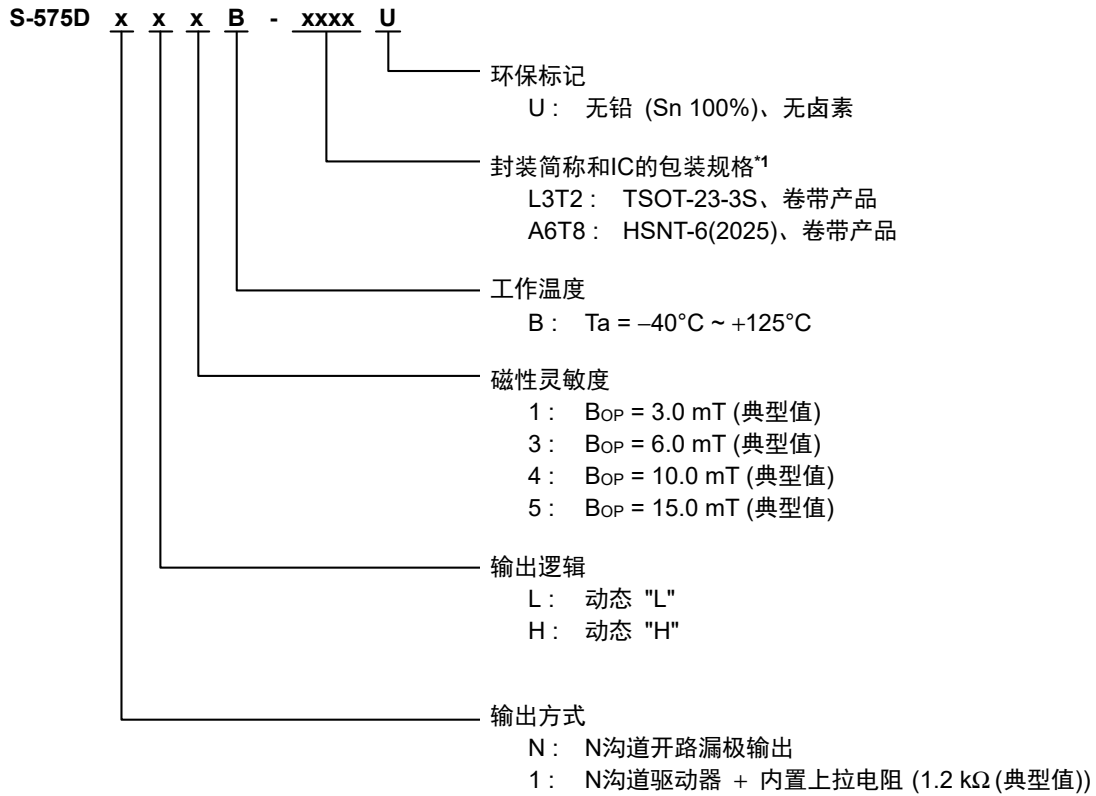 S-575D x x x B - xxxx U
环保标记
U : 无铅 (Sn 100%)、无卤素
封装简称和IC的包装规格*1
L3T2 : TSOT-23-3S、卷带产品
A6T8 : HSNT-6(2025)、卷带产品
工作温度
B : Ta = −40°C ~ +125°C
磁性灵敏度
1 : BOP = 3.0 mT (典型值)
3 : BOP = 6.0 mT (典型值)
4 : BOP = 10.0 mT (典型值)
5 : BOP = 15.0 mT (典型值)
输出逻辑
L : 动态 "L"
H : 动态 "H"
输出方式
N : N沟道开路漏极输出
1 : N沟道驱动器 + 内置上拉电阻 (1.2 kΩ (典型值))